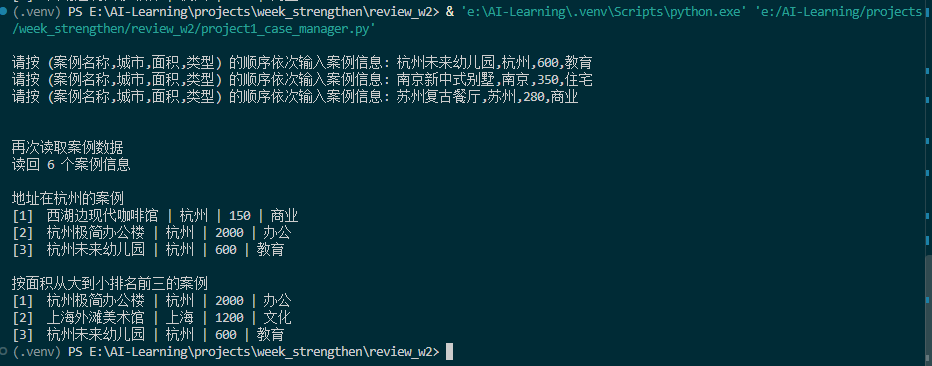 (.venv) PS E:\AI-Learning\projects\week_strengthen\review_w2> & 'e:\AI-Learning\.venv\Scripts\python.exe' 'e:/AI-Learning/projects
/week_strengthen/review_w2/project1_case_manager.py'
请按 (案例名称,城市,面积,类型) 的顺序依次输入案例信息: 杭州未来幼儿园,杭州,600,教育
请按 (案例名称,城市,面积,类型) 的顺序依次输入案例信息: 南京新中式别墅,南京,350,住宅
请按 (案例名称,城市,面积,类型) 的顺序依次输入案例信息: 苏州复古餐厅,苏州,280,商业
再次读取案例数据
读回 6 个案例信息
地址在杭州的案例
[1] 西湖边现代咖啡馆 | 杭州 | 150 | 商业
[2] 杭州极简办公楼 | 杭州 | 2000 | 办公
[3] 杭州未来幼儿园 | 杭州 | 600 | 教育
按面积从大到小排名前三的案例
[1] 杭州极简办公楼 | 杭州 | 2000 | 办公
[2] 上海外滩美术馆 | 上海 | 1200 | 文化
[3] 杭州未来幼儿园 | 杭州 | 600 | 教育
(.venv) PS E:\AI-Learning\projects\week_strengthen\review_w2>